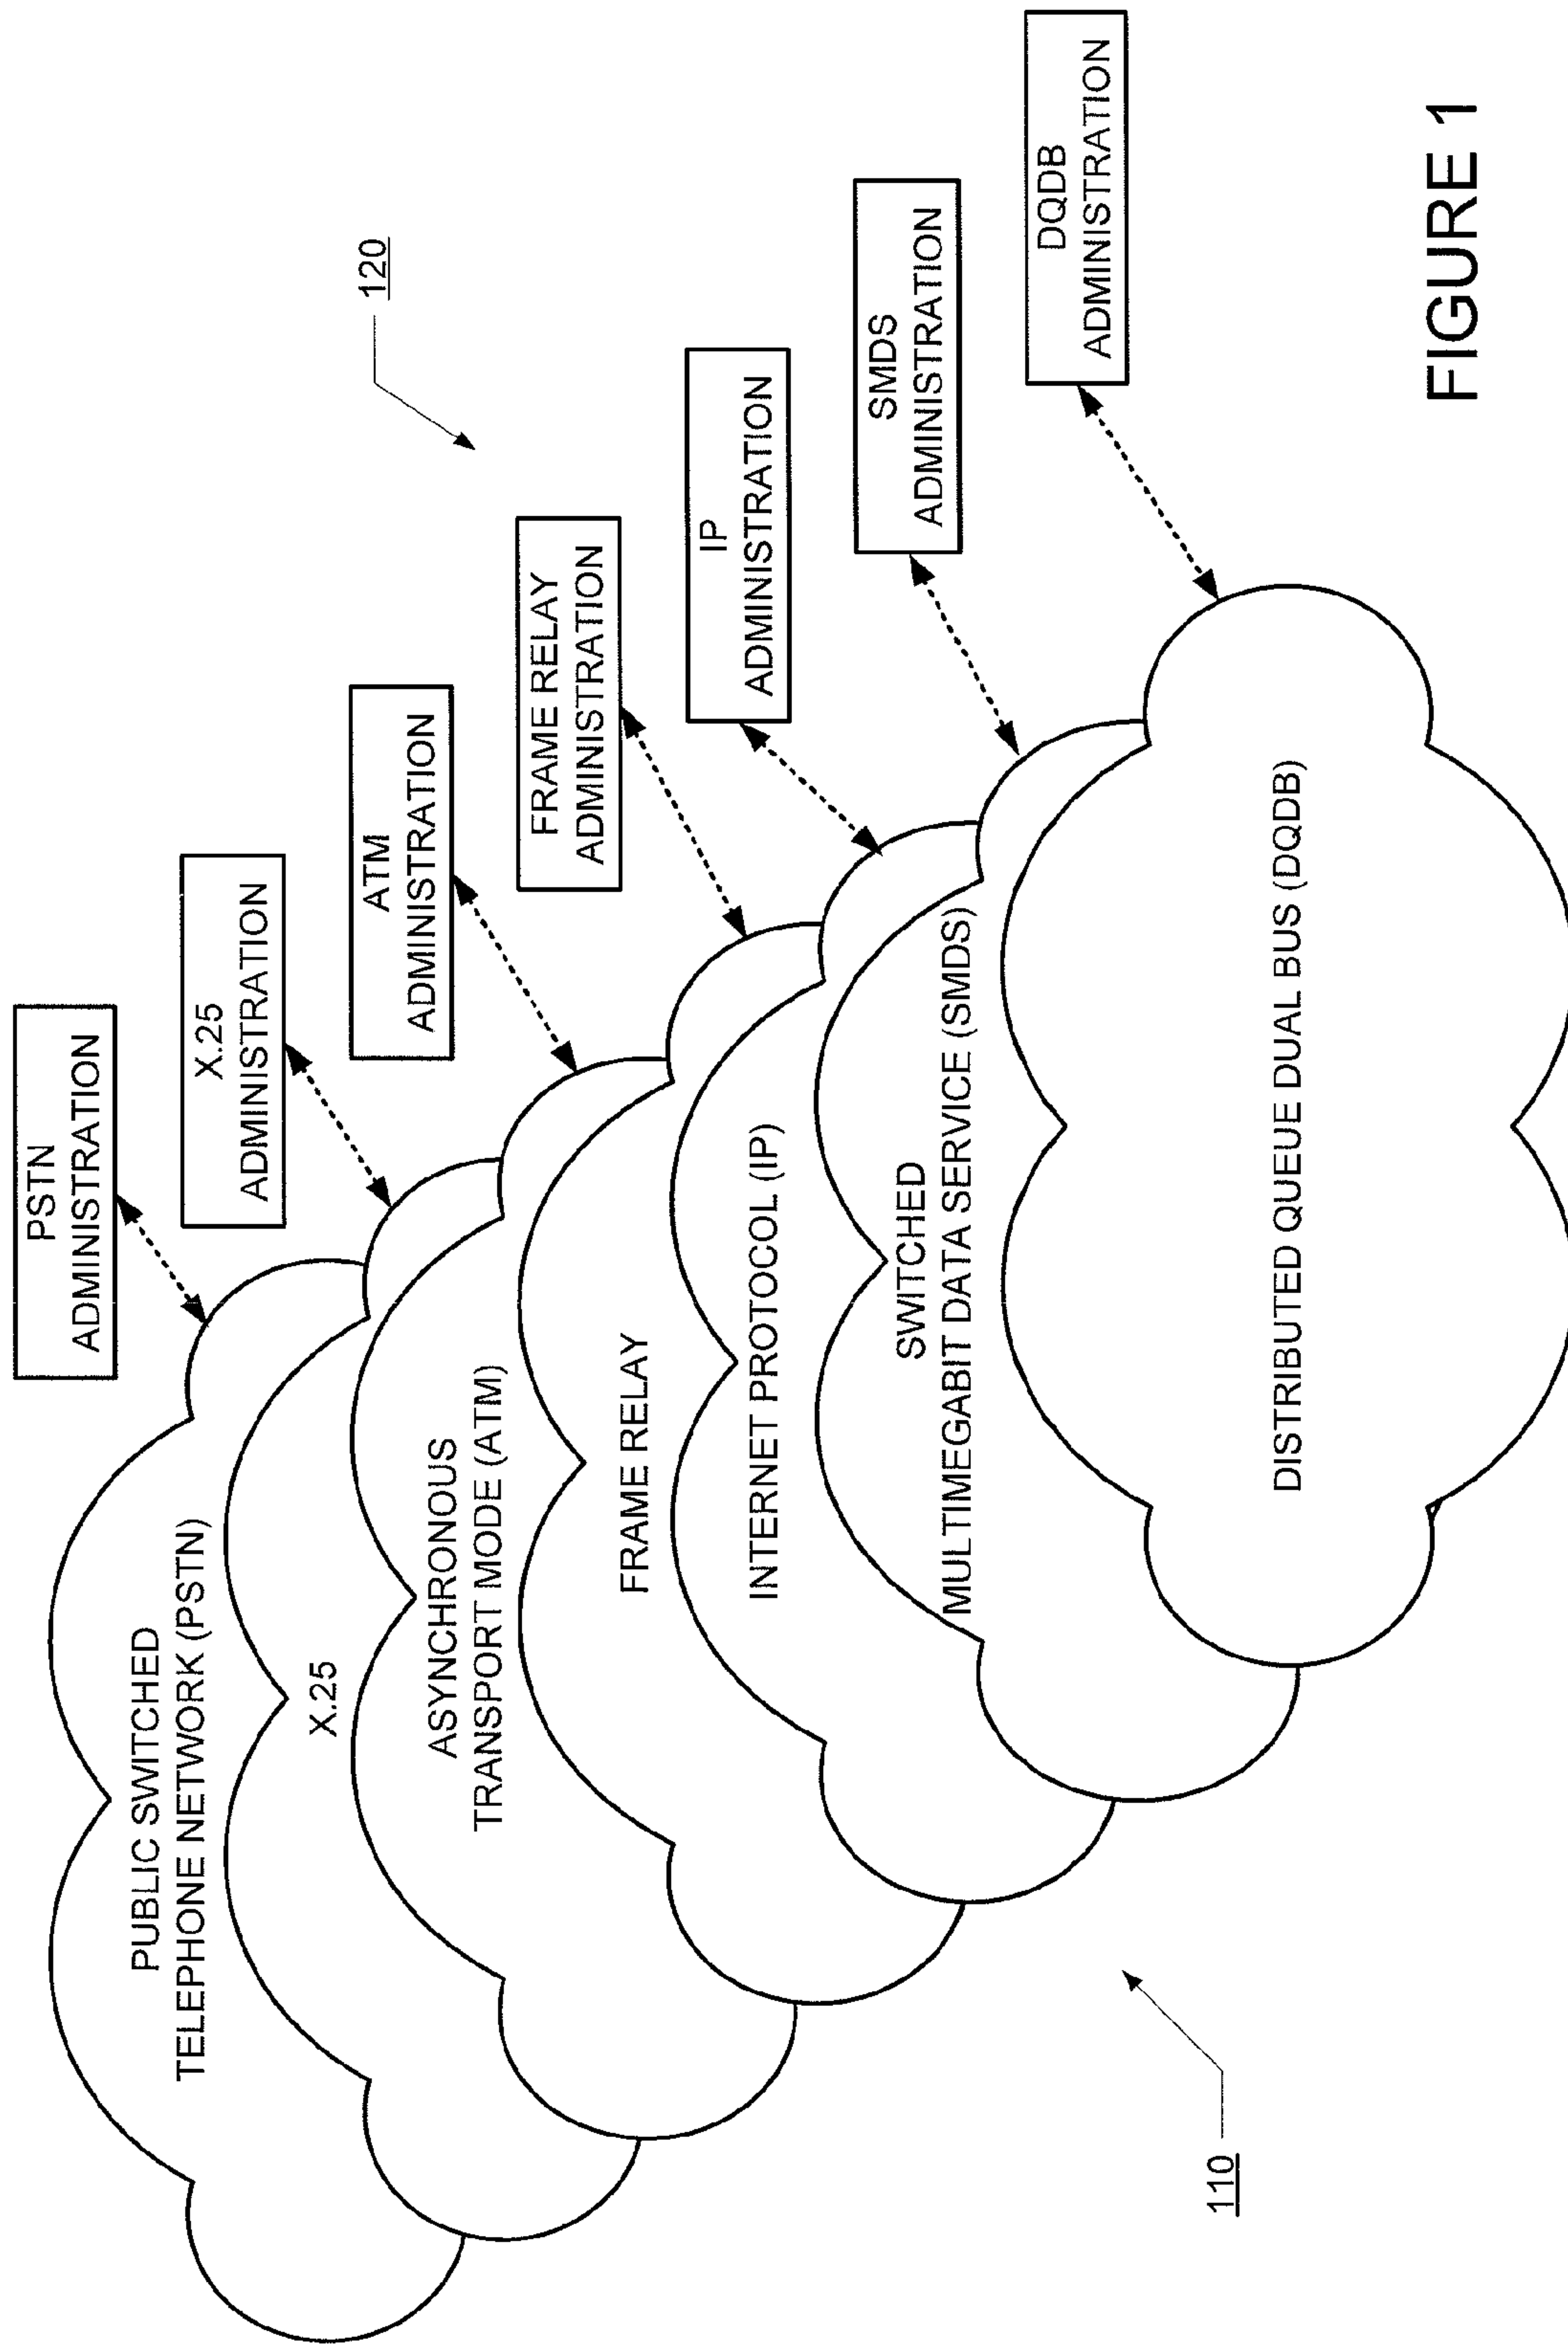 PUBLIC SWITCHED
TELEPHONE NETWORK (PSTN)
PSTN
ADMINISTRATION
X.25
X.25
ADMINISTRATION
ASYNCHRONOUS
TRANSPORT MODE (ATM)
ATM
ADMINISTRATION
120
FRAME RELAY
FRAME RELAY
ADMINISTRATION
INTERNET PROTOCOL (IP)
IP
ADMINISTRATION
SWITCHED
MULTIMEGABIT DATA SERVICE (SMDS)
SMDS
ADMINISTRATION
DISTRIBUTED QUEUE DUAL BUS (DQDB)
DQDB
ADMINISTRATION
110
FIGURE 1